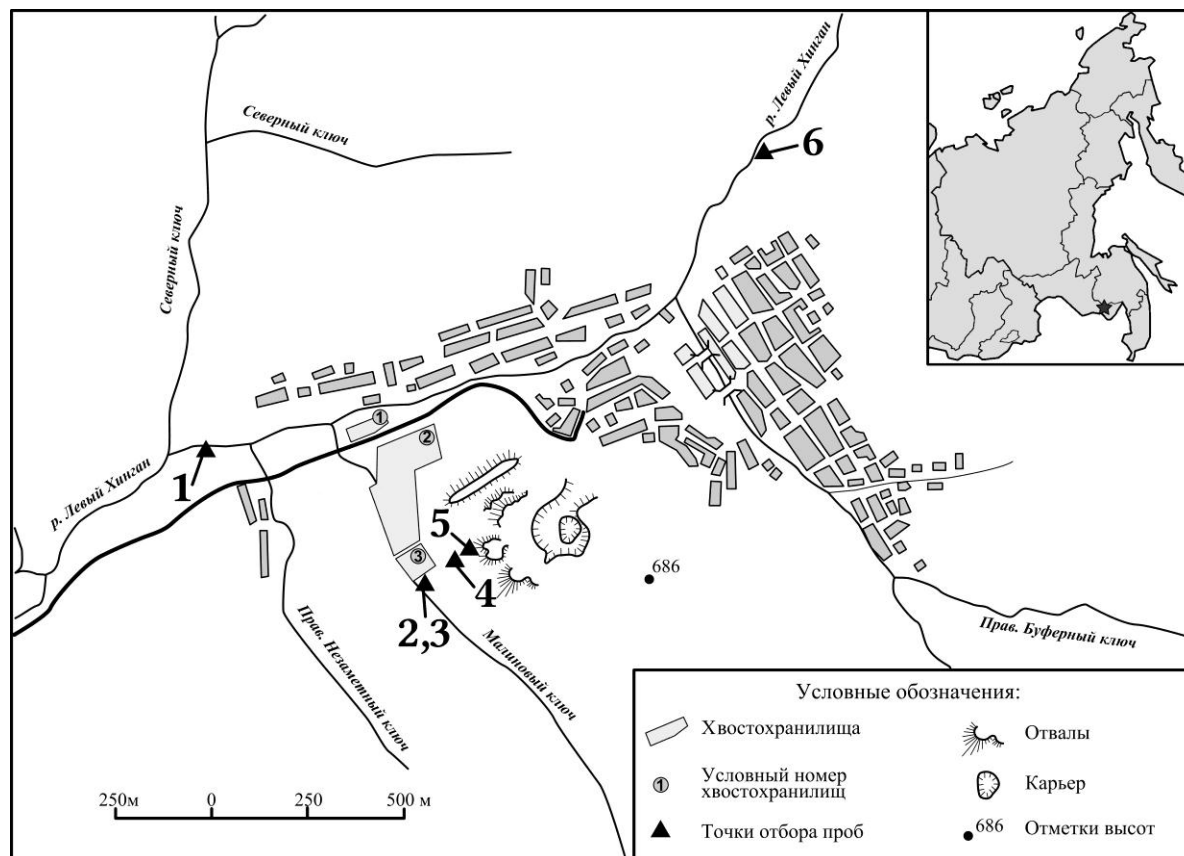 р. Левый Хинган
Северный ключ
6
Северный ключ
1
2
р. Левый Хинган
1
5
3
4
686
2,3
Прав. Незаметный ключ
Малиновый ключ
Прав. Буферный ключ
250м 0 250 500 м
Условные обозначения:
Хвостохранилища
Отвалы
1
Условный номер
хвостохранилищ
Карьер
Точки отбора проб
686
Отметки высот